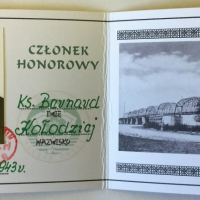 CZŁONEK
HONOROWY
Ks. Bernard
IMIĘ
Kołodziej
NAZWISKO
1943 r.